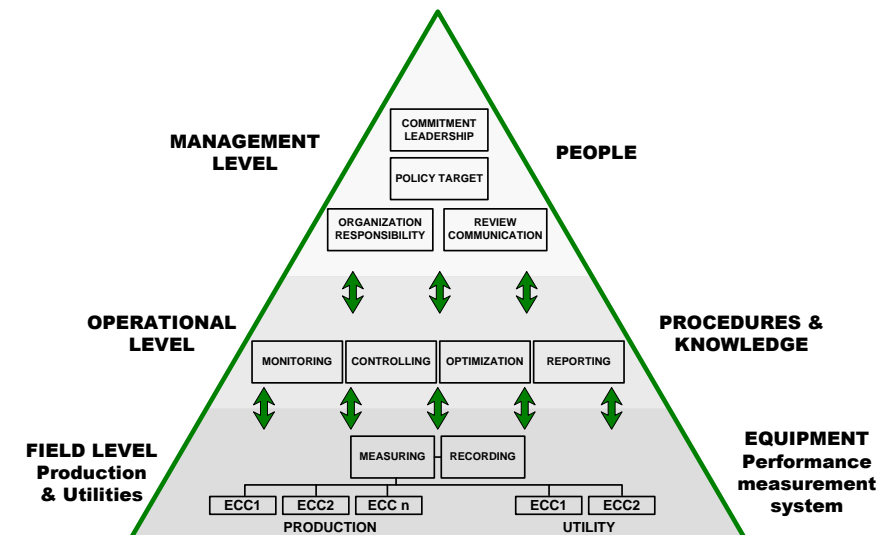 COMMITMENT
LEADERSHIP
MANAGEMENT
LEVEL
PEOPLE
POLICY TARGET
ORGANIZATION
RESPONSIBILITY
REVIEW
COMMUNICATION
OPERATIONAL
LEVEL
PROCEDURES &
KNOWLEDGE
MONITORING
CONTROLLING
OPTIMIZATION
REPORTING
FIELD LEVEL
Production
& Utilities
MEASURING
RECORDING
EQUIPMENT
Performance
measurement
system
ECC1
ECC2
ECC n
ECC1
ECC2
PRODUCTION
UTILITY